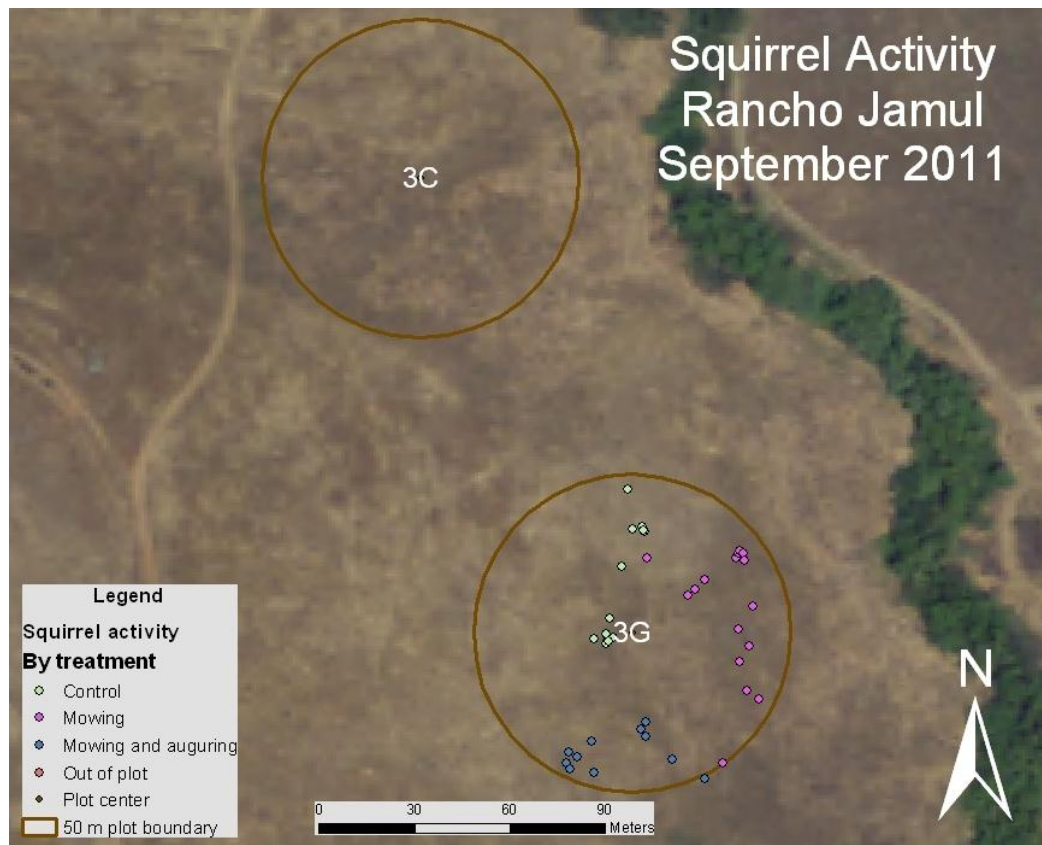 Squirrel Activity
Rancho Jamul
September 2011
3C
3G
N
Legend
Squirrel activity
By treatment
Control
Mowing
Mowing and auguring
Out of plot
Plot center
50 m plot boundary
0 30 60 90
Meters